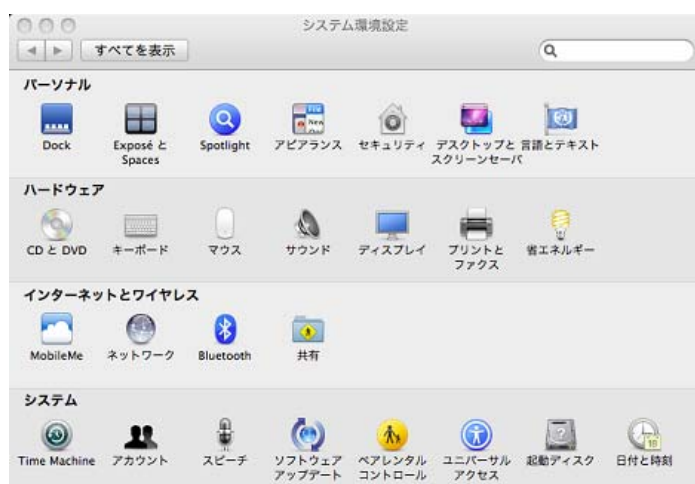 システム環境設定
すべてを表示
パーソナル
Dock
Exposé と
Spaces
Spotlight
アピアランス
セキュリティ
デスクトップと
スクリーンセーバ
言語とテキスト
ハードウェア
CD と DVD
キーボード
マウス
サウンド
ディスプレイ
プリントと
ファクス
省エネルギー
インターネットとワイヤレス
MobileMe
ネットワーク
Bluetooth
共有
システム
Time Machine
アカウント
スピーチ
ソフトウェア
アップデート
ペアレンタル
コントロール
ユニバーサル
アクセス
起動ディスク
日付と時刻
File
New
18